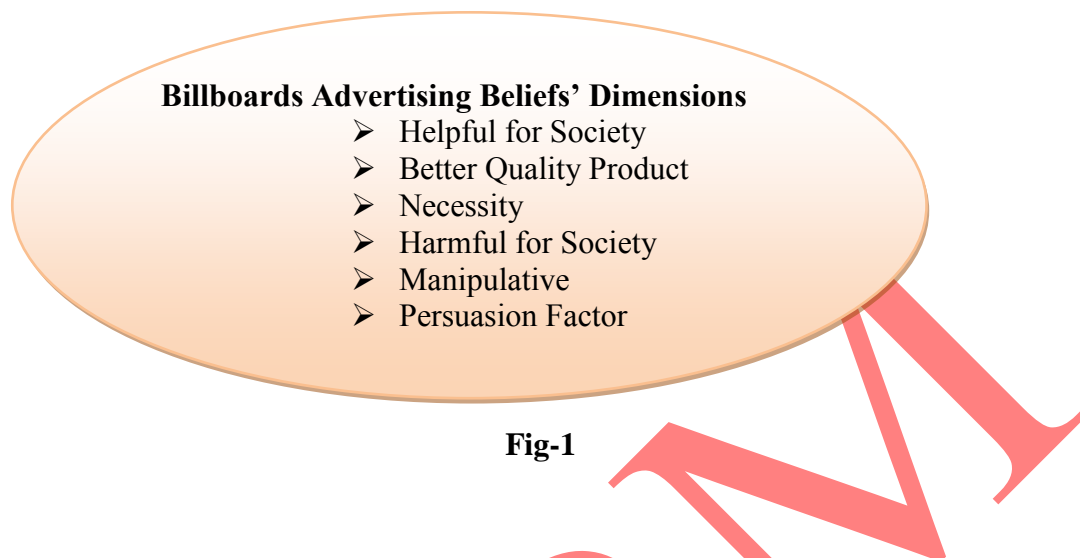 Billboards Advertising Beliefs’ Dimensions
➢ Helpful for Society
➢ Better Quality Product
➢ Necessity
➢ Harmful for Society
➢ Manipulative
➢ Persuasion Factor
Fig-1
M